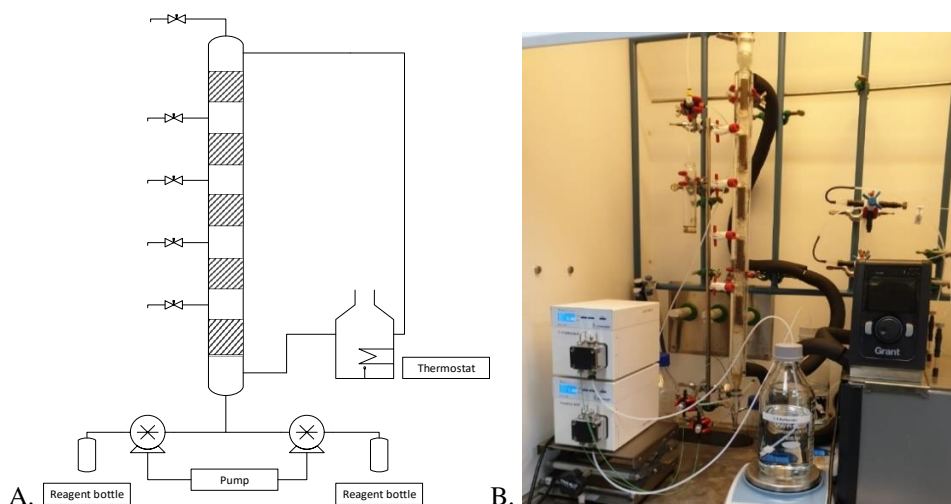 Thermostat
Reagent bottle
Pump
Reagent bottle
A.
B.
Grant